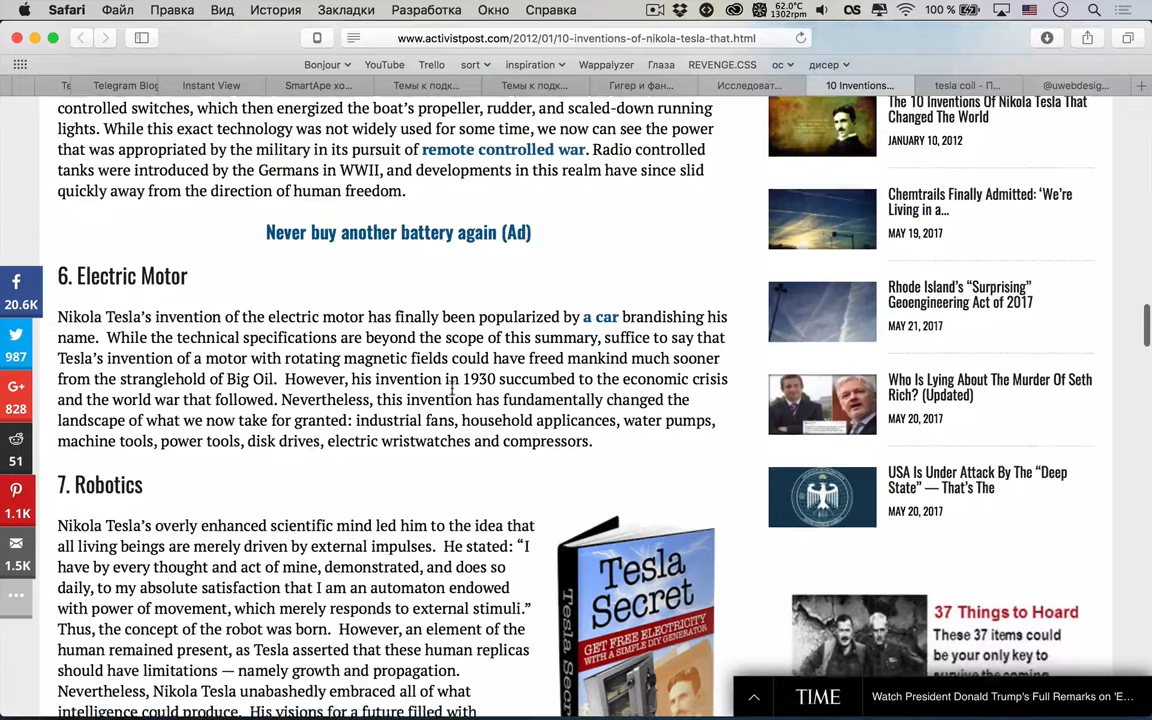 Safari Файл Правка Вид История Закладки Разработка Окно Справка
62.0°C
1302rpm
100 %
www.activistpost.com/2012/01/10-inventions-of-nikola-tesla-that.html
Bonjour YouTube Trello sort inspiration Wappalyzer Глаза REVENGE.CSS ос дисер
Te Telegram Blog Instant View SmartApe хо... Темы к подк... Темы к подк... Гигер и фан... Исследоват... 10 Inventions... tesla coil - П... @uwebdesig...
controlled switches, which then energized the boat's propeller, rudder, and scaled-down running
lights. While this exact technology was not widely used for some time, we now can see the power
that was appropriated by the military in its pursuit of remote controlled war. Radio controlled
tanks were introduced by the Germans in WWII, and developments in this realm have since slid
quickly away from the direction of human freedom.
Never buy another battery again (Ad)
6. Electric Motor
Nikola Tesla's invention of the electric motor has finally been popularized by a car brandishing his
name. While the technical specifications are beyond the scope of this summary, suffice to say that
Tesla's invention of a motor with rotating magnetic fields could have freed mankind much sooner
from the stranglehold of Big Oil. However, his invention in 1930 succumbed to the economic crisis
and the world war that followed. Nevertheless, this invention has fundamentally changed the
landscape of what we now take for granted: industrial fans, household applicances, water pumps,
machine tools, power tools, disk drives, electric wristwatches and compressors.
7. Robotics
Nikola Tesla's overly enhanced scientific mind led him to the idea that
all living beings are merely driven by external impulses. He stated: "I
have by every thought and act of mine, demonstrated, and does so
daily, to my absolute satisfaction that I am an automaton endowed
with power of movement, which merely responds to external stimuli."
Thus, the concept of the robot was born. However, an element of the
human remained present, as Tesla asserted that these human replicas
should have limitations — namely growth and propagation.
Nevertheless, Nikola Tesla unabashedly embraced all of what
intelligence could produce. His visions for a future filled with
Tesla
Secret
GET FREE ELECTRICITY
WITH A SIMPLE DIY GENERATOR
Tesla Secret
20.6K
987
G+
828
51
1.1K
1.5K
The 10 Inventions Of Nikola Tesla That
Changed The World
JANUARY 10, 2012
Chemtrails Finally Admitted: 'We're
Living in a...
MAY 19, 2017
Rhode Island's "Surprising"
Geoengineering Act of 2017
MAY 21, 2017
Who Is Lying About The Murder Of Seth
Rich? (Updated)
MAY 20, 2017
USA Is Under Attack By The "Deep
State" — That's The
MAY 20, 2017
37 Things to Hoard
These 37 items could
be your only key to
surviving the coming
TIME
Watch President Donald Trump's Full Remarks on 'E...